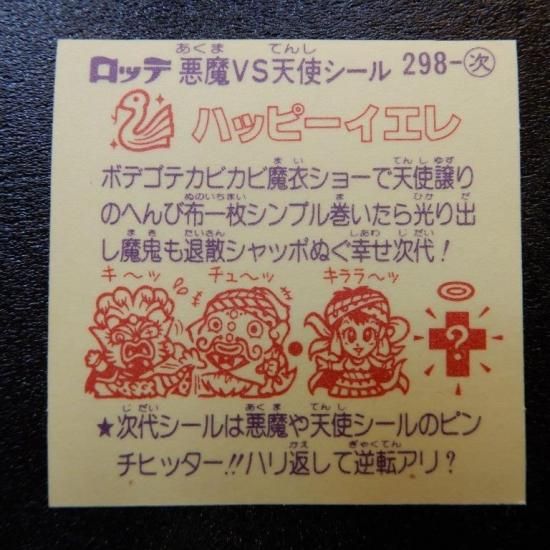 ロッテ 悪魔VS天使シール 298-次
ハッピーイエレ
ボデゴテカビカビ魔衣ショーで天使譲り
のへんび布一枚シンプル巻いたら光り出
し魔鬼も退散シャッポぬぐ幸せ次代!
キ〜ッ チュ〜ッ キララ〜ッ
?
★次代シールは悪魔や天使シールのピン
チヒッター!!ハリ返して逆転アリ?